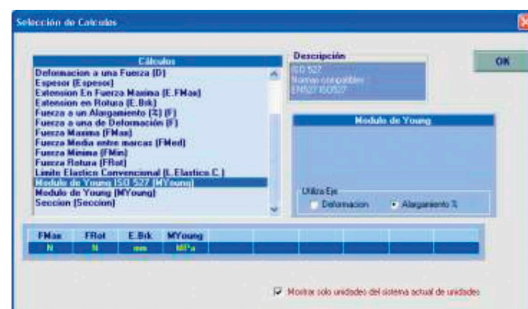 Selección de Calculos
Cálculos
Deformacion a una Fuerza (D)
Espesor (Espesor)
Extension En Fuerza Maxima (E.FMax)
Extension en Rotura (E.Brk)
Fuerza a un Alargamiento [%] (F)
Fuerza a una de Deformación (F)
Fuerza Maxima (FMax)
Fuerza Media entre marcas (FMed)
Fuerza Minima (FMin)
Fuerza Rotura (FRot)
Limite Elastico Convencional (L.Elastico C.)
Modulo de Young ISO 527 (MYoung)
Modulo de Young (MYoung)
Seccion (Seccion)
Descripción
ISO 527
Normas compatibles
EN527 ISO527
OK
Modulo de Young
Utiliza Eje
Deformacion Alargamiento %
FMax FRot E.Brk MYoung
N N mm MPa
Mostrar solo unidades del sistema actual de unidades